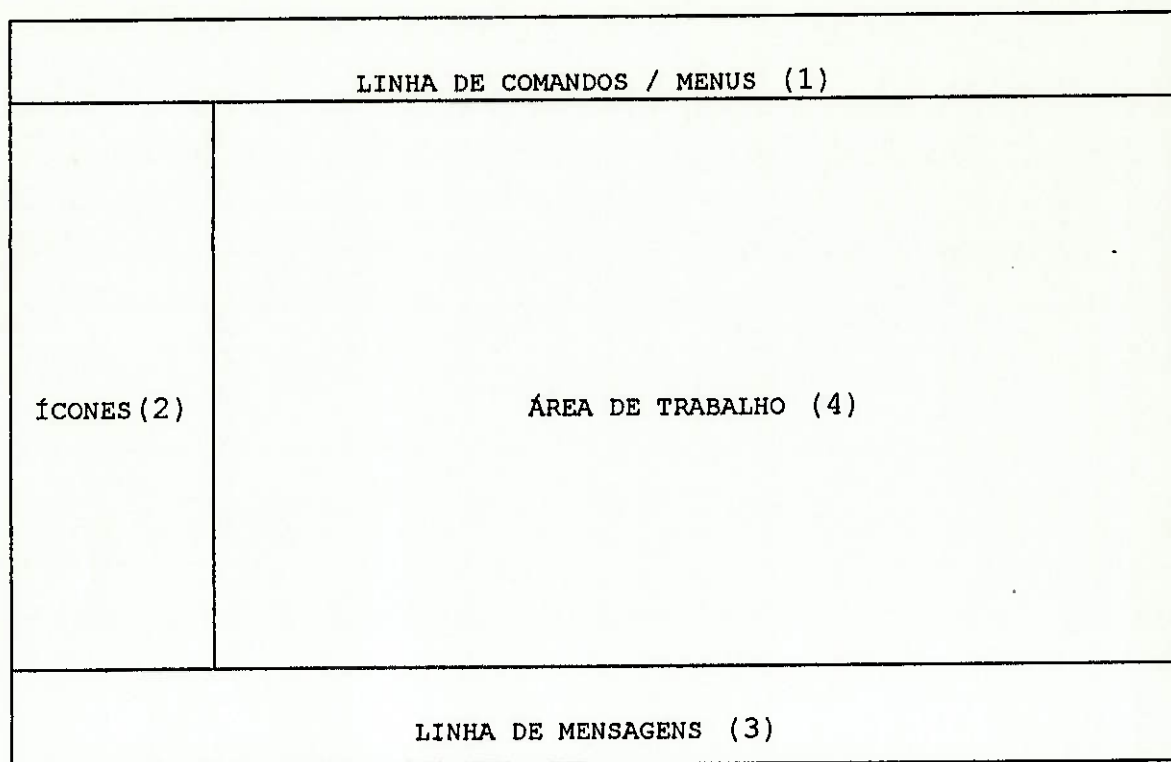 LINHA DE COMANDOS / MENUS (1)
ÍCONES(2)
ÁREA DE TRABALHO (4)
LINHA DE MENSAGENS (3)